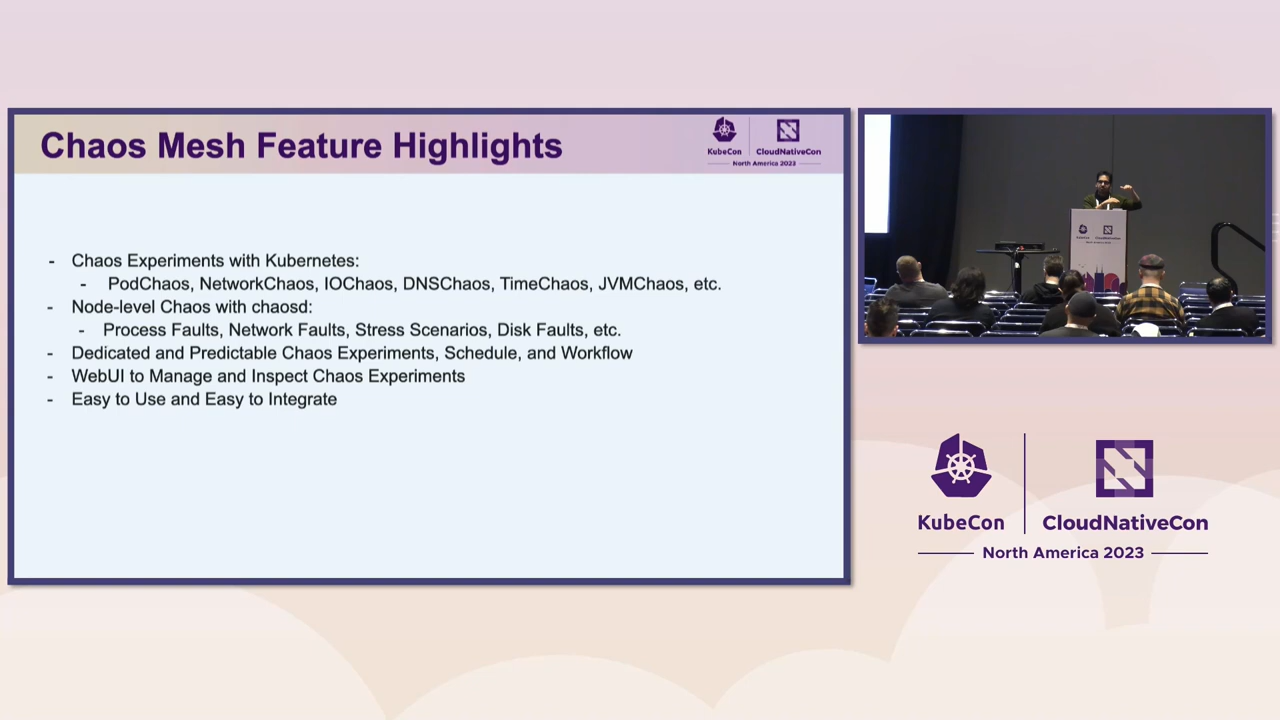 Chaos Mesh Feature Highlights
KubeCon
CloudNativeCon
North America 2023
- Chaos Experiments with Kubernetes:
- PodChaos, NetworkChaos, IOChaos, DNSChaos, TimeChaos, JVMChaos, etc.
- Node-level Chaos with chaosd:
- Process Faults, Network Faults, Stress Scenarios, Disk Faults, etc.
- Dedicated and Predictable Chaos Experiments, Schedule, and Workflow
- WebUI to Manage and Inspect Chaos Experiments
- Easy to Use and Easy to Integrate
KubeCon
CloudNativeCon
North America 2023